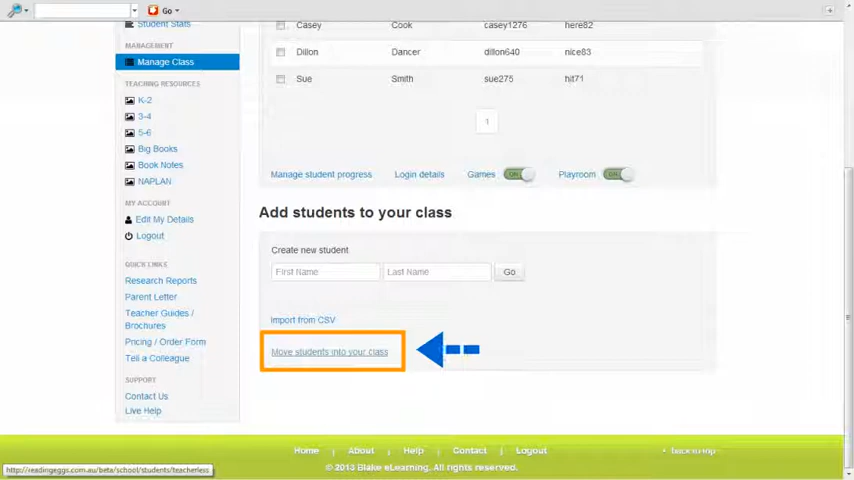 Go
Student Stats
MANAGEMENT
Manage Class
TEACHING RESOURCES
K-2
3-4
5-6
Big Books
Book Notes
NAPLAN
MY ACCOUNT
Edit My Details
Logout
QUICK LINKS
Research Reports
Parent Letter
Teacher Guides /
Brochures
Pricing / Order Form
Tell a Colleague
SUPPORT
Contact Us
Live Help
Casey Cook casey1276 here82
Dillon Dancer dillon640 nice83
Sue Smith sue275 hit71
1
Manage student progress Login details Games ON Playroom ON
Add students to your class
Create new student
First Name Last Name Go
Import from CSV
Move students into your class
Home | About | Help | Contact | Logout
back to top
© 2013 Blake eLearning. All rights reserved.
http://readingeggs.com.au/beta/school/students/teacherless